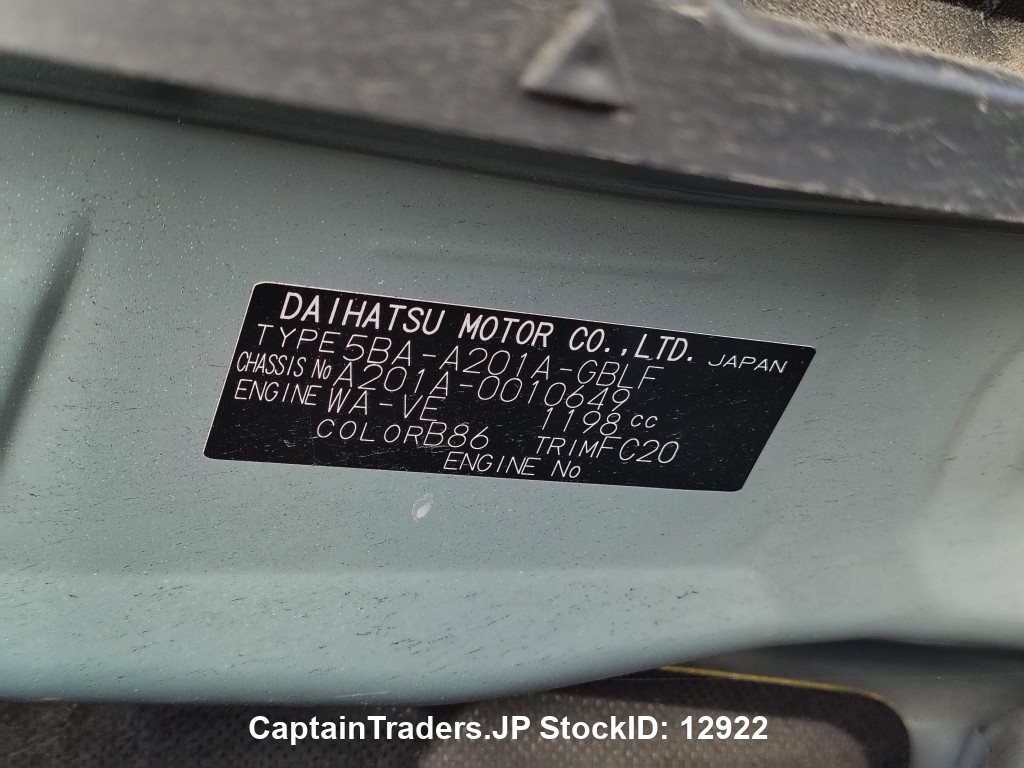 DAIHATSU MOTOR CO.,LTD. JAPAN
TYPE 5BA-A201A-GBLF
CHASSIS No A201A-0010649
ENGINE WA-VE 1198 cc
COLOR B86 TRIM FC20
ENGINE No
CaptainTraders.JP StockID: 12922